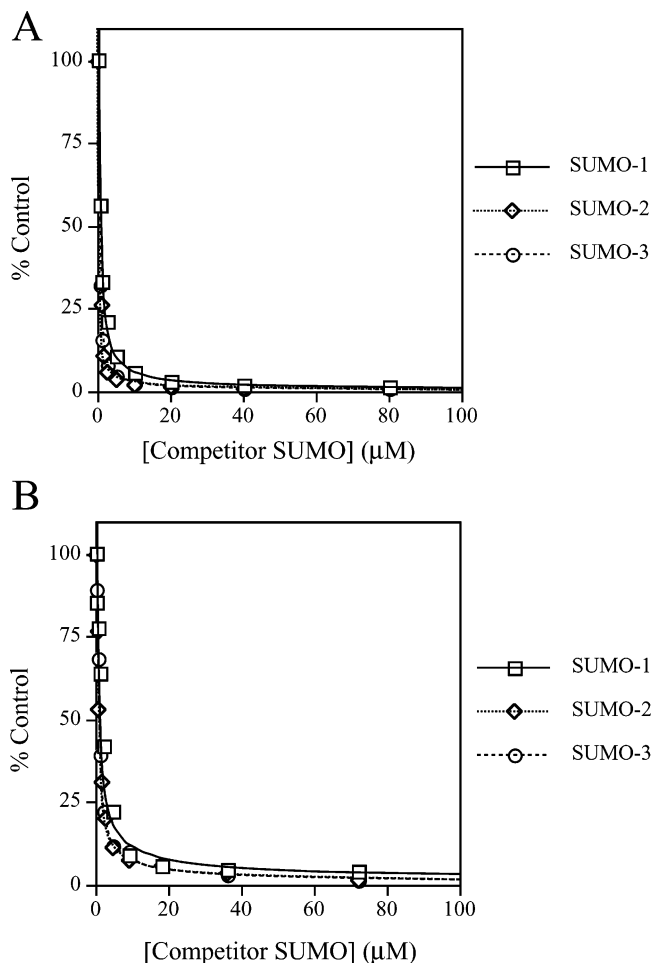 A
% Control
100
75
50
25
0
0 20 40 60 80 100
[Competitor SUMO] (µM)
SUMO-1
SUMO-2
SUMO-3
B
% Control
100
75
50
25
0
0 20 40 60 80 100
[Competitor SUMO] (µM)
SUMO-1
SUMO-2
SUMO-3